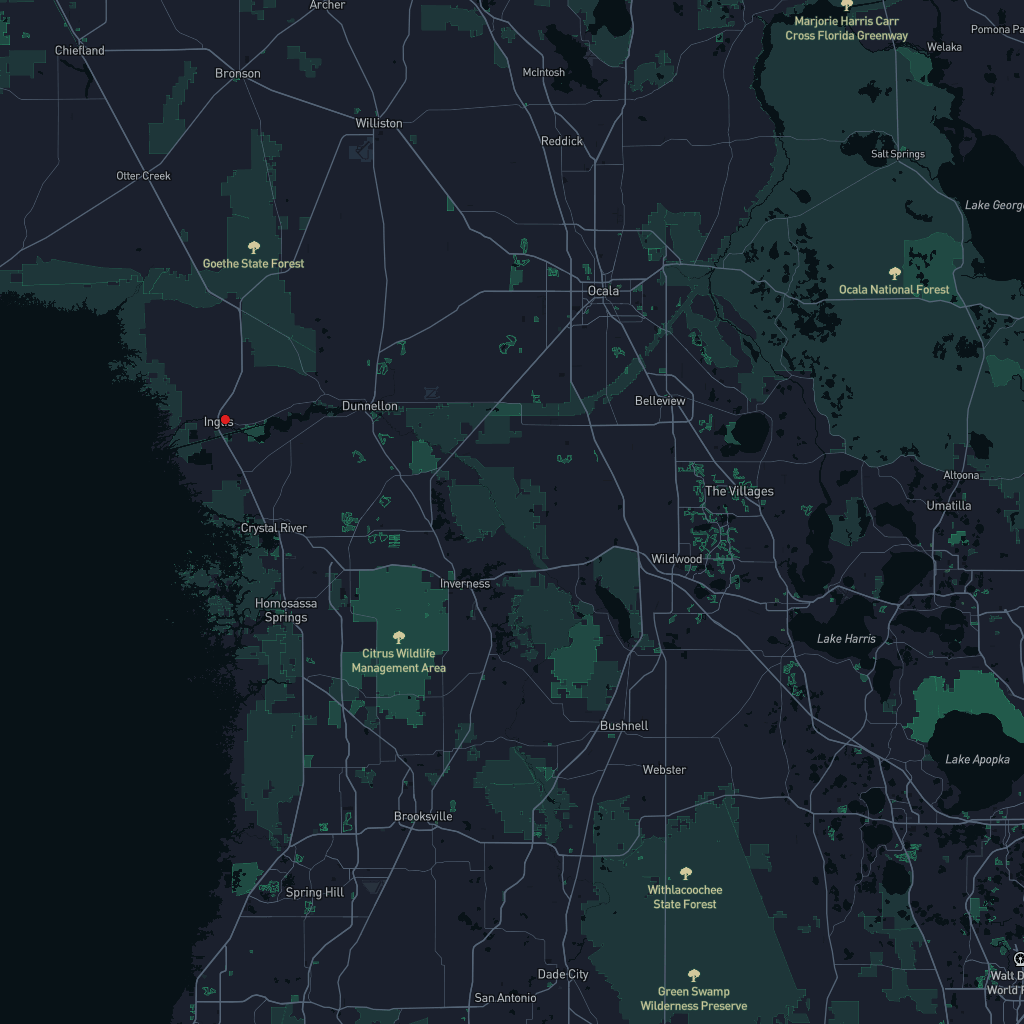 Archer
Marjorie Harris Carr
Cross Florida Greenway
Pomona Pa
Chiefland
Welaka
Bronson
McIntosh
Williston
Reddick
Salt Springs
Otter Creek
Lake George
Goethe State Forest
Ocala
Ocala National Forest
Dunnellon
Belleview
Inglis
Altoona
The Villages
Umatilla
Crystal River
Wildwood
Inverness
Homosassa
Springs
Lake Harris
Citrus Wildlife
Management Area
Bushnell
Lake Apopka
Webster
Brooksville
Spring Hill
Withlacoochee
State Forest
Dade City
Walt D
World
San Antonio
Green Swamp
Wilderness Preserve